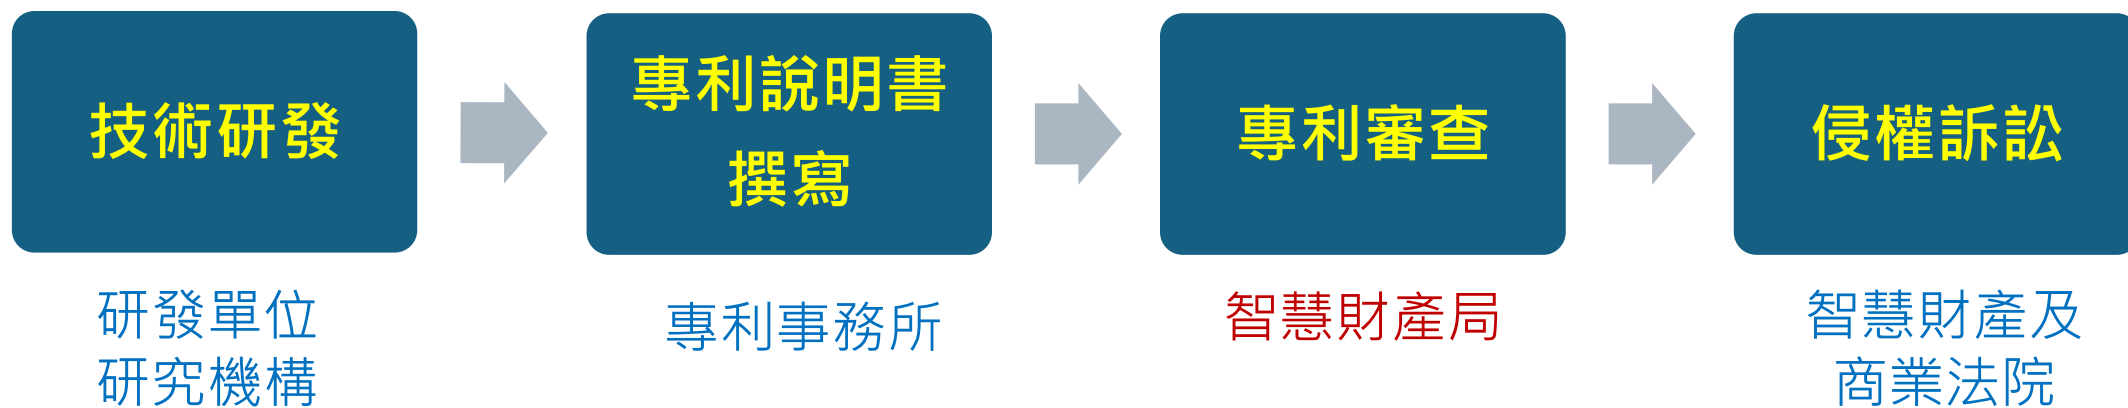 技術研發
專利說明書
撰寫
專利審查
侵權訴訟
研發單位
研究機構
專利事務所
智慧財產局
智慧財產及
商業法院